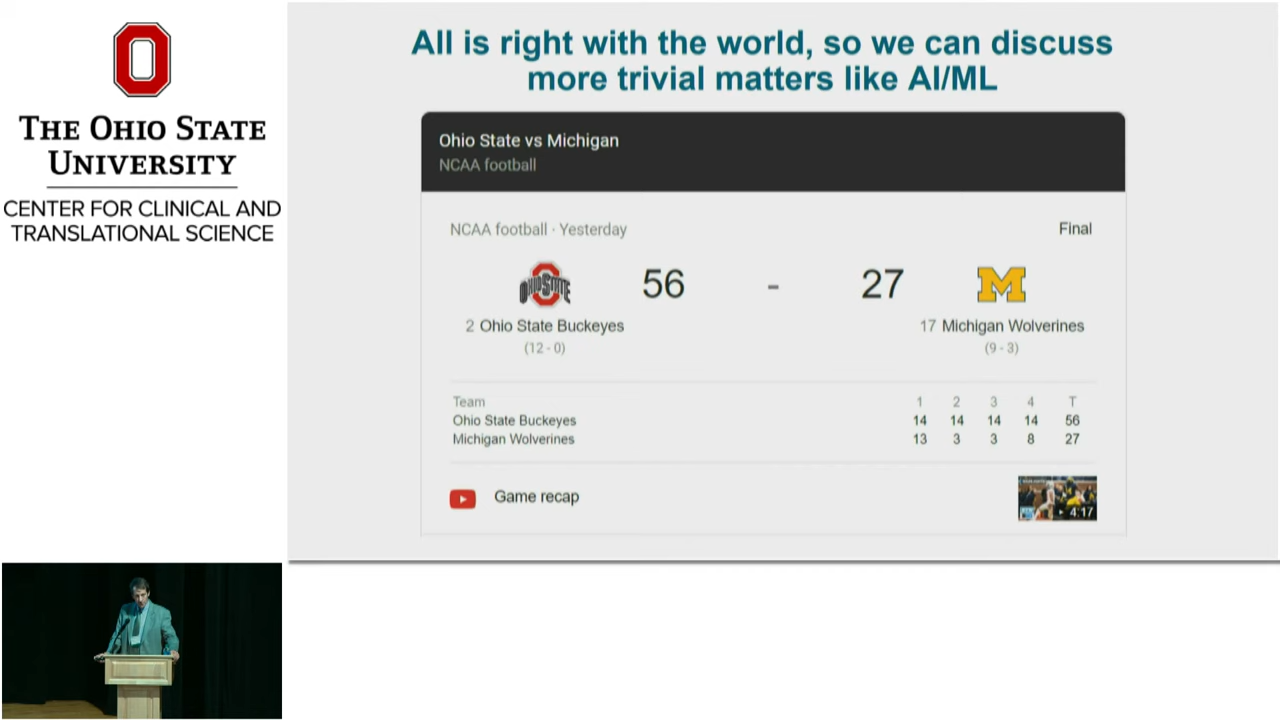 THE OHIO STATE
UNIVERSITY
CENTER FOR CLINICAL AND
TRANSLATIONAL SCIENCE
All is right with the world, so we can discuss
more trivial matters like AI/ML
Ohio State vs Michigan
NCAA football
NCAA football · Yesterday Final
OHIO STATE 56 - 27 M
2 Ohio State Buckeyes 17 Michigan Wolverines
(12 - 0) (9 - 3)
Team 1 2 3 4 T
Ohio State Buckeyes 14 14 14 14 56
Michigan Wolverines 13 3 3 8 27
Game recap 4:17